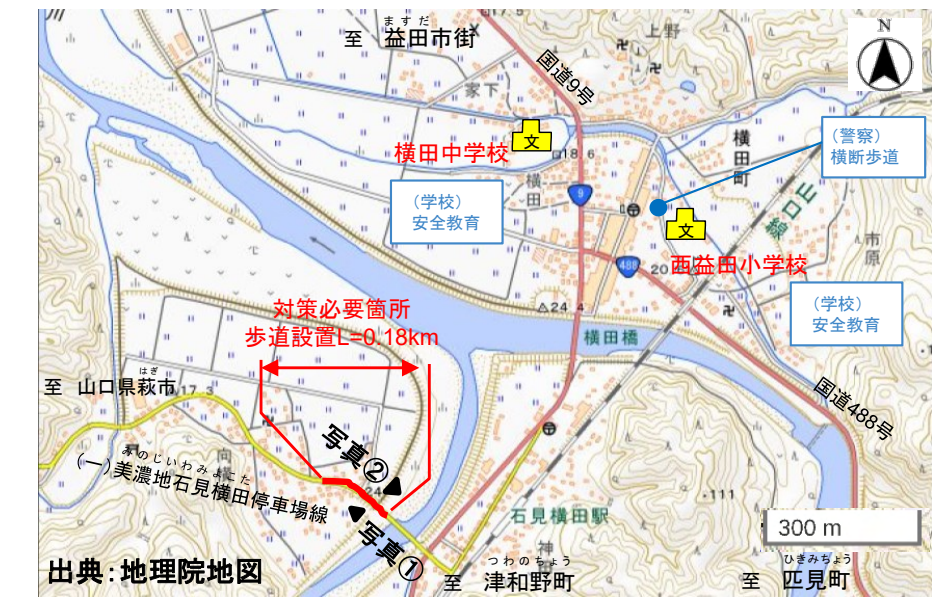 ますだ
至 益田市街
国道9号
上野
N
家下
文
横田中学校
18.6
横田
横田町
（警察）
横断歩道
（学校）
安全教育
9
山口線
市原
文
西益田小学校
488
20
24.4
（学校）
安全教育
対策必要箇所
歩道設置L=0.18km
横田橋
はぎ
至 山口県萩市
17.3
国道488号
みのじいわみよこた
（一）美濃地石見横田停車場線
向横
写真②
24
111
写真①
石見横田駅
神田
300 m
出典：地理院地図
つわのちょう
至 津和野町
ひきみちょう
至 匹見町